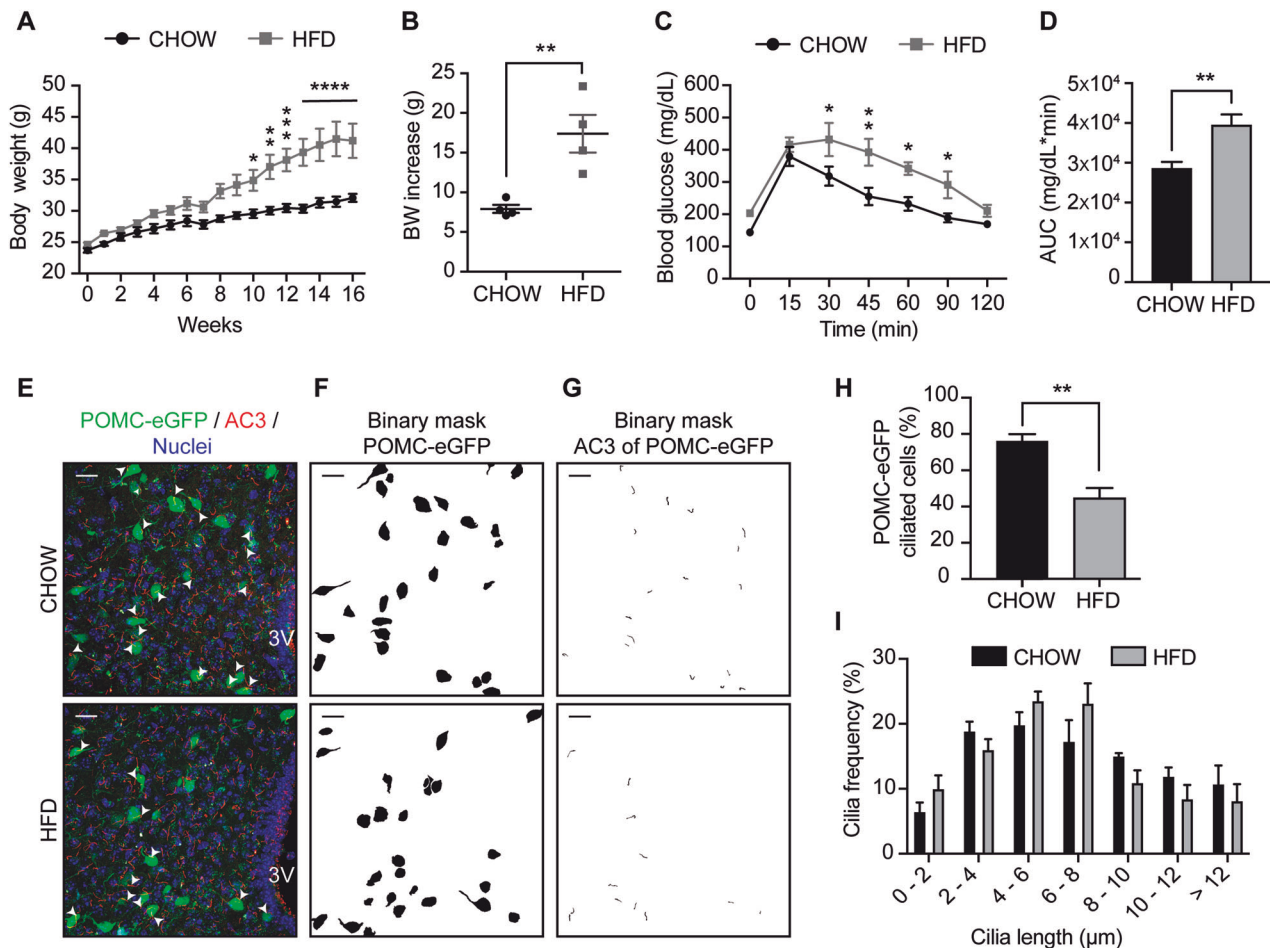 A
CHOW HFD
Body weight (g)
50
45
40
35
30
25
20
* ** *** ****
0 2 4 6 8 10 12 14 16
Weeks
B
BW increase (g)
25
20
15
10
5
0
**
CHOW HFD
C
CHOW HFD
Blood glucose (mg/dL)
600
500
400
300
200
100
0
* ** * *
0 15 30 45 60 90 120
Time (min)
D
AUC (mg/dL*min)
5x10⁴
4x10⁴
3x10⁴
2x10⁴
1x10⁴
0
**
CHOW HFD
E
POMC-eGFP / AC3 /
Nuclei
CHOW
3V
HFD
3V
F
Binary mask
POMC-eGFP
G
Binary mask
AC3 of POMC-eGFP
H
POMC-eGFP
ciliated cells (%)
100
80
60
40
20
0
**
CHOW HFD
I
CHOW HFD
Cilia frequency (%)
30
20
10
0
0 - 2 2 - 4 4 - 6 6 - 8 8 - 10 10 - 12 > 12
Cilia length (µm)